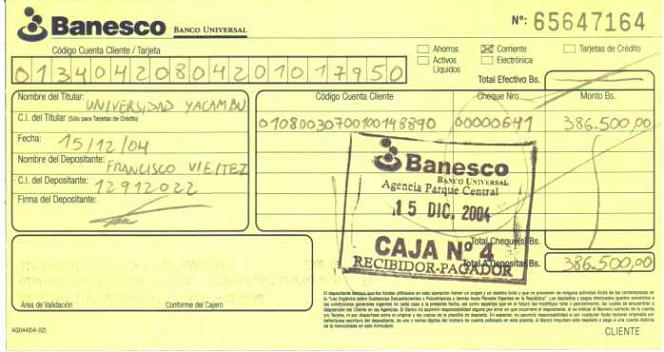 Banesco BANCO UNIVERSAL
Nº: 65647164
Código Cuenta Cliente / Tarjeta
Ahorros
Corriente
Tarjetas de Crédito
Activos Líquidos
Electrónica
01340420804201017950
Total Efectivo Bs.
Nombre del Titular: UNIVERSIDAD YACAMBU
Código Cuenta Cliente
Cheque Nro.
Monto Bs.
C.I. del Titular (Sólo para Tarjetas de Crédito)
01080030700100148890 00000641 386.500,00
Fecha: 15/12/04
Nombre del Depositante: FRANCISCO VIEITEZ
C.I. del Depositante: 12912022
Firma del Depositante:
Banesco
BANCO UNIVERSAL
Agencia Parque Central
15 DIC. 2004
CAJA Nº 4
RECIBIDOR-PAGADOR
Total Cheque(s) Bs.
Total A Depositar Bs. 386.500,00
Área de Validación
Conforme del Cajero
CLIENTE